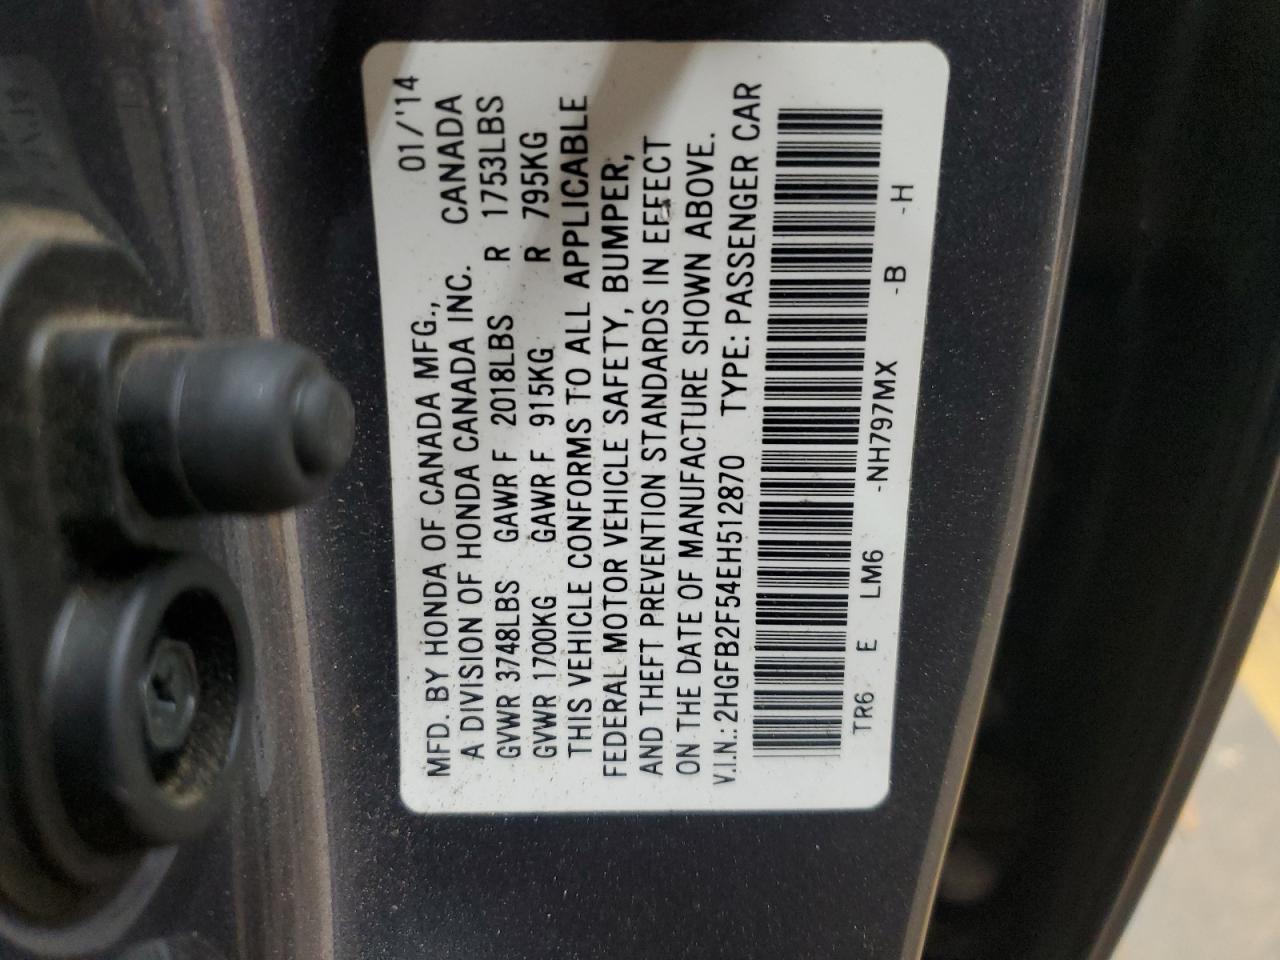 MFD. BY HONDA OF CANADA MFG., 01/'14
A DIVISION OF HONDA CANADA INC. CANADA
GVWR 3748LBS GAWR F 2018LBS R 1753LBS
GVWR 1700KG GAWR F 915KG R 795KG
THIS VEHICLE CONFORMS TO ALL APPLICABLE
FEDERAL MOTOR VEHICLE SAFETY, BUMPER,
AND THEFT PREVENTION STANDARDS IN EFFECT
ON THE DATE OF MANUFACTURE SHOWN ABOVE.
V.I.N.: 2HGFB2F54EH512870 TYPE: PASSENGER CAR
TR6 E LM6 -NH797MX -B -H